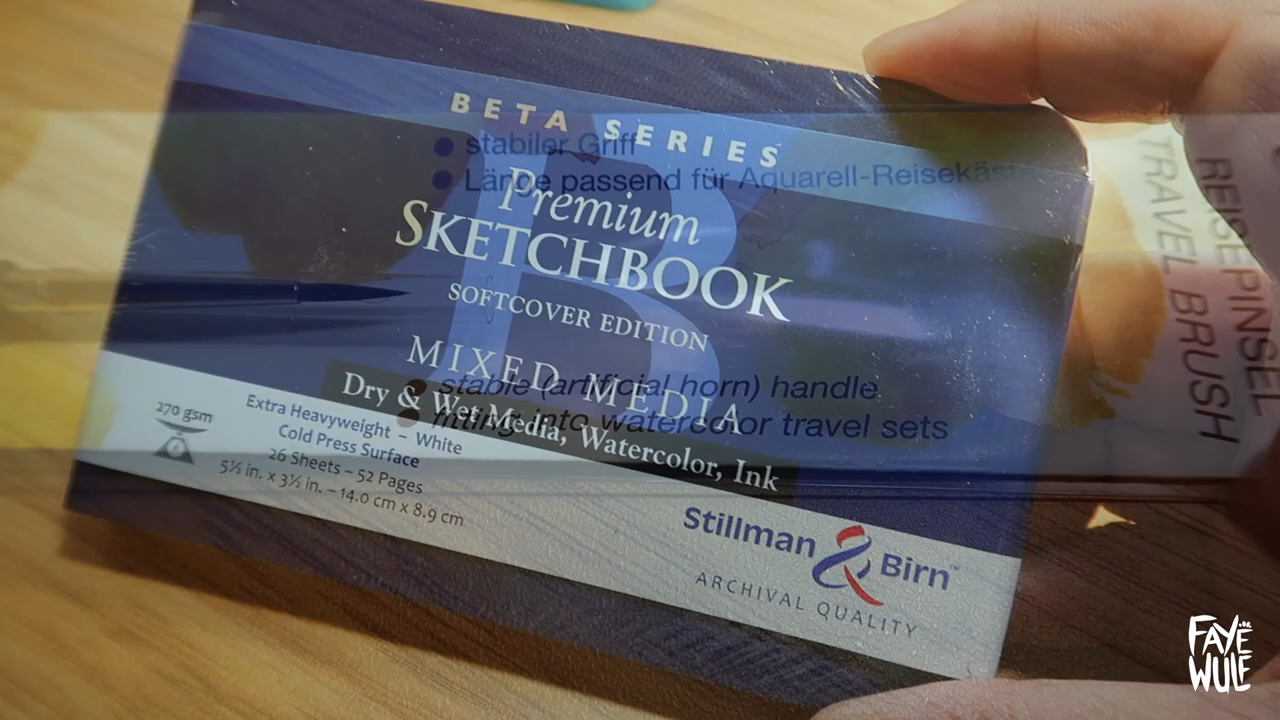 BETA SERIES
Premium
SKETCHBOOK
SOFTCOVER EDITION
MIXED MEDIA
Dry & Wet Media, Watercolor, Ink
270 gsm
Extra Heavyweight – White
Cold Press Surface
26 Sheets – 52 Pages
5½ in. x 3½ in. – 14.0 cm x 8.9 cm
Stillman & Birn™
ARCHIVAL QUALITY
stabiler Griff
Länge passend für Aquarell-Reisekäst
stable (artificial horn) handle
fitting into watercolor travel sets
REISEPINSEL
TRAVEL BRUSH
FAYE
WULF